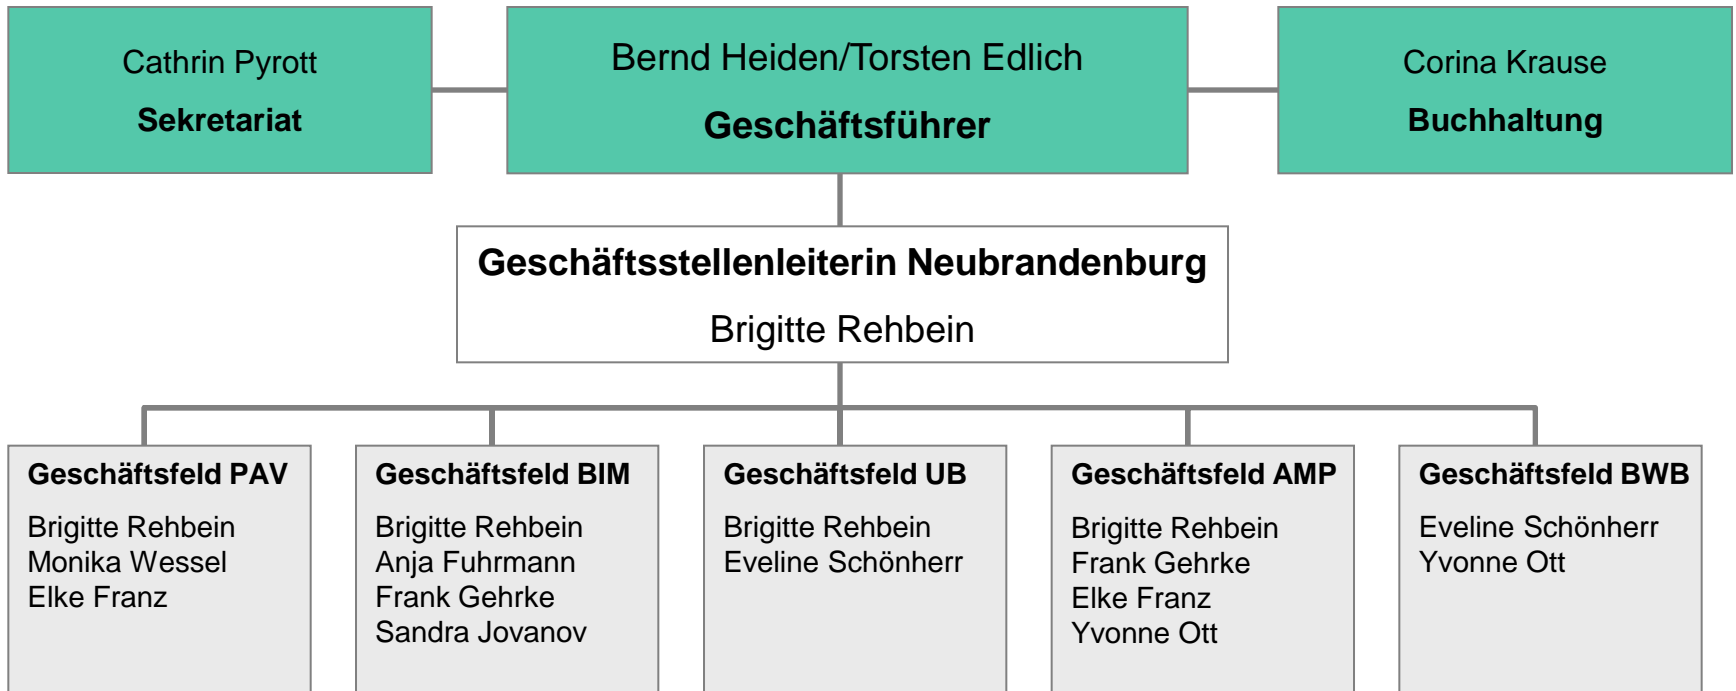 Cathrin Pyrott
Sekretariat
Bernd Heiden/Torsten Edlich
Geschäftsführer
Corina Krause
Buchhaltung
Geschäftsstellenleiterin Neubrandenburg
Brigitte Rehbein
Geschäftsfeld PAV
Brigitte Rehbein
Monika Wessel
Elke Franz
Geschäftsfeld BIM
Brigitte Rehbein
Anja Fuhrmann
Frank Gehrke
Sandra Jovanov
Geschäftsfeld UB
Brigitte Rehbein
Eveline Schönherr
Geschäftsfeld AMP
Brigitte Rehbein
Frank Gehrke
Elke Franz
Yvonne Ott
Geschäftsfeld BWB
Eveline Schönherr
Yvonne Ott